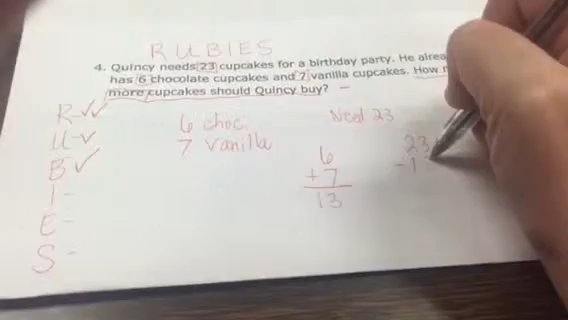 RUBIES
4. Quincy needs 23 cupcakes for a birthday party. He
has 6 chocolate cupcakes and 7 vanilla cupcakes. How
more cupcakes should Quincy buy?
R
U
B
I
E
S
6 choc.
7 vanilla
Need 23
6
+7
13
23
-1